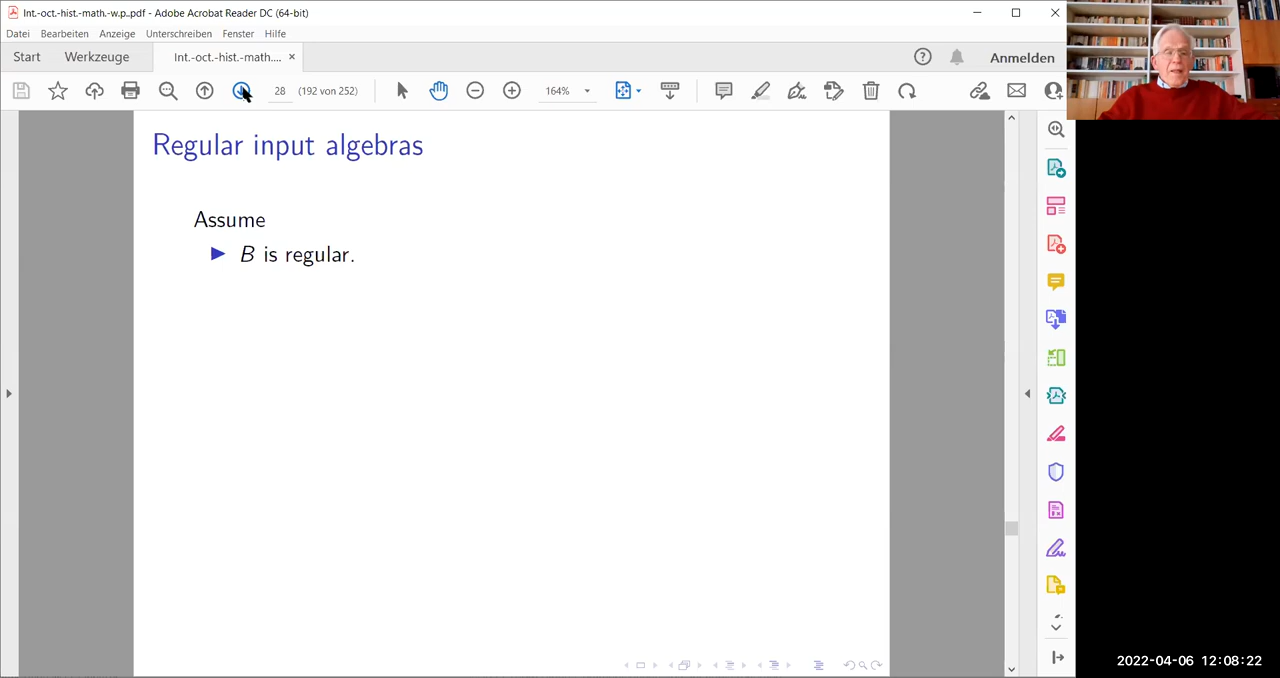 Int.-oct.-hist.-math.-w.p..pdf - Adobe Acrobat Reader DC (64-bit)
Datei Bearbeiten Anzeige Unterschreiben Fenster Hilfe
Start Werkzeuge Int.-oct.-hist.-math.... × Anmelden
28 (192 von 252) 164%
Regular input algebras
Assume
▶ B is regular.
2022-04-06 12:08:22